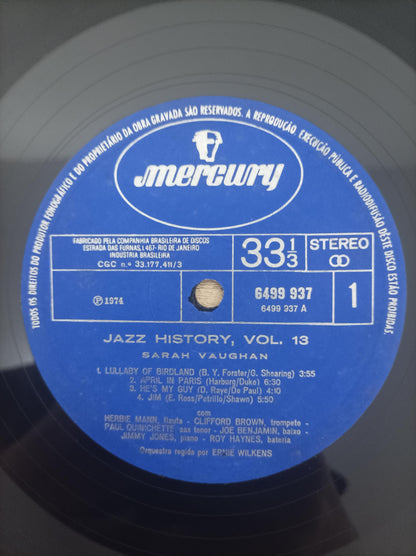 TODOS OS DIREITOS DO PRODUTOR FONOGRÁFICO E DO PROPRIETÁRIO DA OBRA GRAVADA SÃO RESERVADOS. A REPRODUÇÃO, EXECUÇÃO PÚBLICA E RADIODIFUSÃO DESTE DISCO ESTÃO PROIBIDAS.
mercury
FABRICADO PELA COMPANHIA BRASILEIRA DE DISCOS
ESTRADA DAS FURNAS, 1.467 - RIO DE JANEIRO
INDÚSTRIA BRASILEIRA
CGC n.º 33.177.411/3
33 1/3
STEREO
℗ 1974
6499 937
6499 937 A
1
JAZZ HISTORY, VOL. 13
SARAH VAUGHAN
1. LULLABY OF BIRDLAND (B. Y. Forster/G. Shearing) 3:55
2. APRIL IN PARIS (Harburg/Duke) 6:30
3. HE'S MY GUY (D. Raye/De Paul) 4:10
4. JIM (E. Ross/Petrillo/Shawn) 5:50
com
HERBIE MANN, flauta - CLIFFORD BROWN, trompete -
PAUL QUINICHETTE, sax tenor - JOE BENJAMIN, baixo -
JIMMY JONES, piano - ROY HAYNES, bateria
Orquestra regida por ERNIE WILKENS